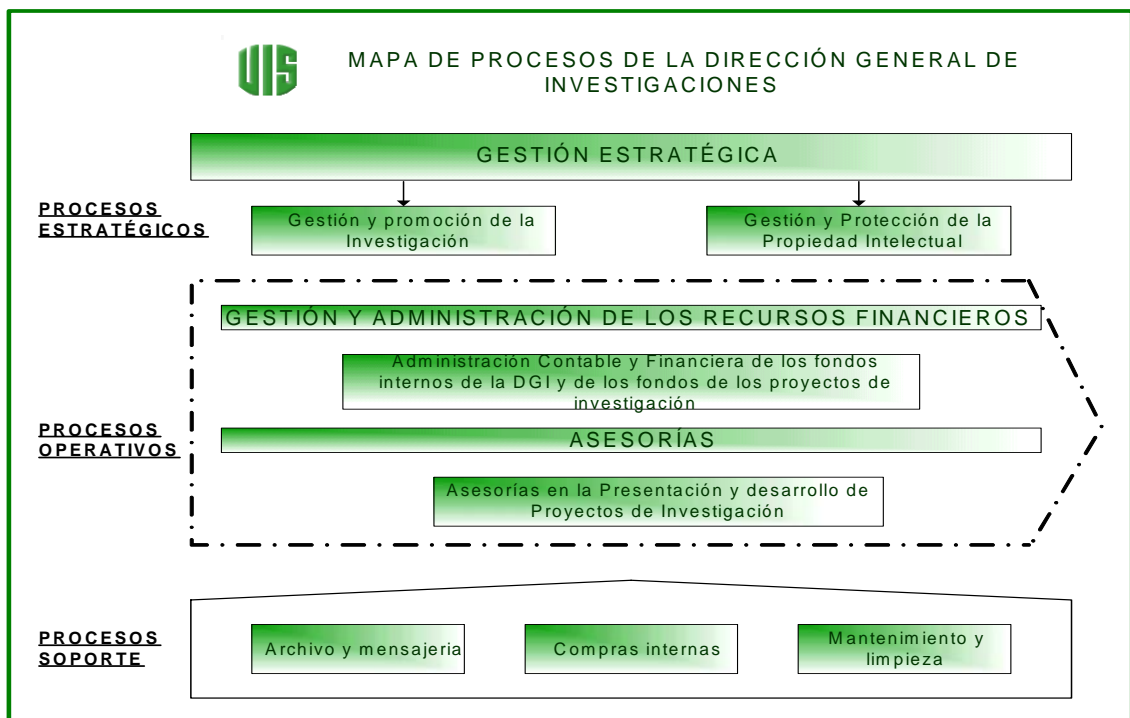 UIS
MAPA DE PROCESOS DE LA DIRECCIÓN GENERAL DE
INVESTIGACIONES
GESTIÓN ESTRATÉGICA
PROCESOS
ESTRATÉGICOS
Gestión y promoción de la
Investigación
Gestión y Protección de la
Propiedad Intelectual
GESTIÓN Y ADMINISTRACIÓN DE LOS RECURSOS FINANCIEROS
Administración Contable y Financiera de los fondos
internos de la DGI y de los fondos de los proyectos de
investigación
PROCESOS
OPERATIVOS
ASESORÍAS
Asesorías en la Presentación y desarrollo de
Proyectos de Investigación
PROCESOS
SOPORTE
Archivo y mensajeria
Compras internas
Mantenimiento y
limpieza